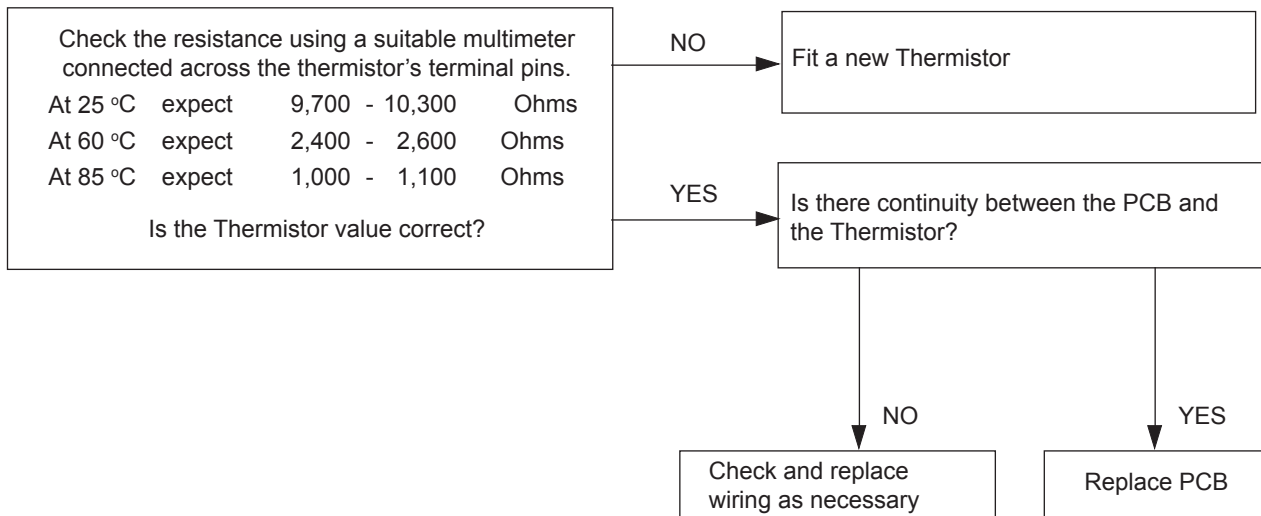 Check the resistance using a suitable multimeter
connected across the thermistor's terminal pins.
At 25 °C expect 9,700 - 10,300 Ohms
At 60 °C expect 2,400 - 2,600 Ohms
At 85 °C expect 1,000 - 1,100 Ohms
Is the Thermistor value correct?
NO
Fit a new Thermistor
YES
Is there continuity between the PCB and
the Thermistor?
NO
Check and replace
wiring as necessary
YES
Replace PCB